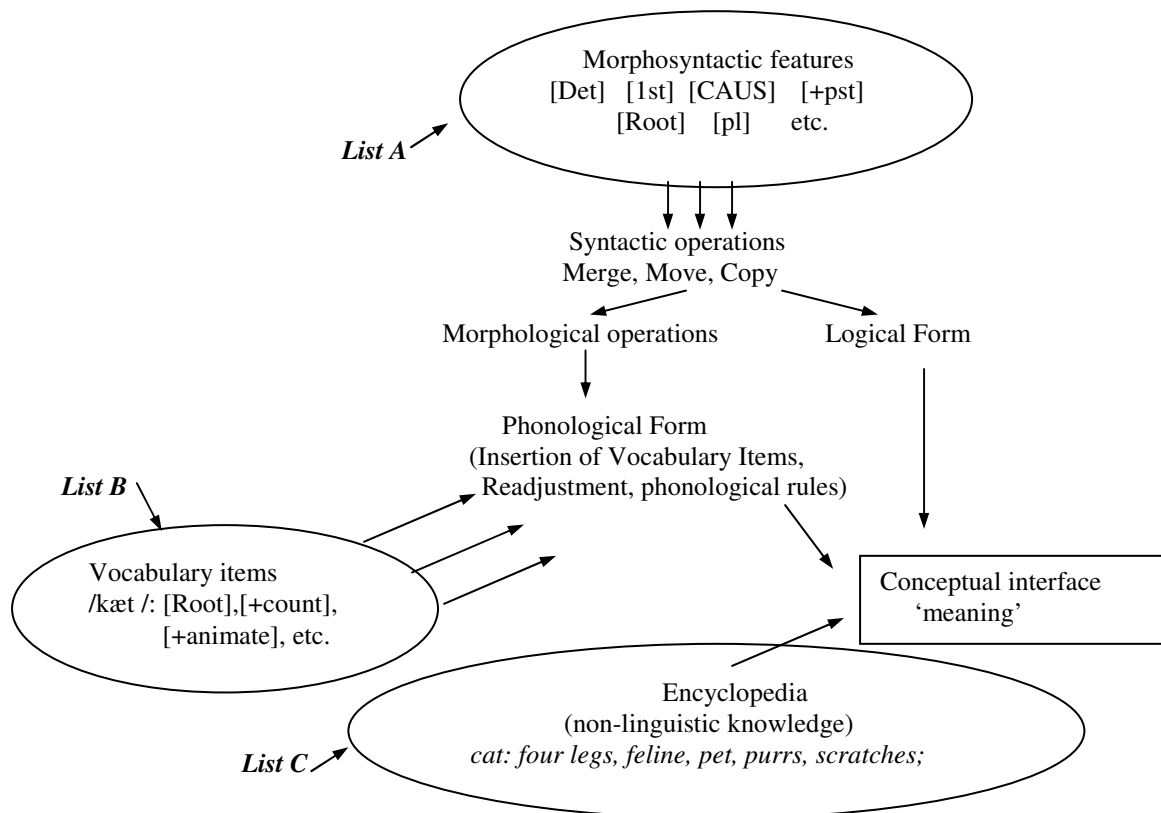 Morphosyntactic features
[Det] [1st] [CAUS] [+pst]
[Root] [pl] etc.
List A
Syntactic operations
Merge, Move, Copy
Morphological operations
Logical Form
Phonological Form
(Insertion of Vocabulary Items,
Readjustment, phonological rules)
List B
Vocabulary items
/kæt /: [Root],[+count],
[+animate], etc.
Conceptual interface
‘meaning’
Encyclopedia
(non-linguistic knowledge)
cat: four legs, feline, pet, purrs, scratches;
List C